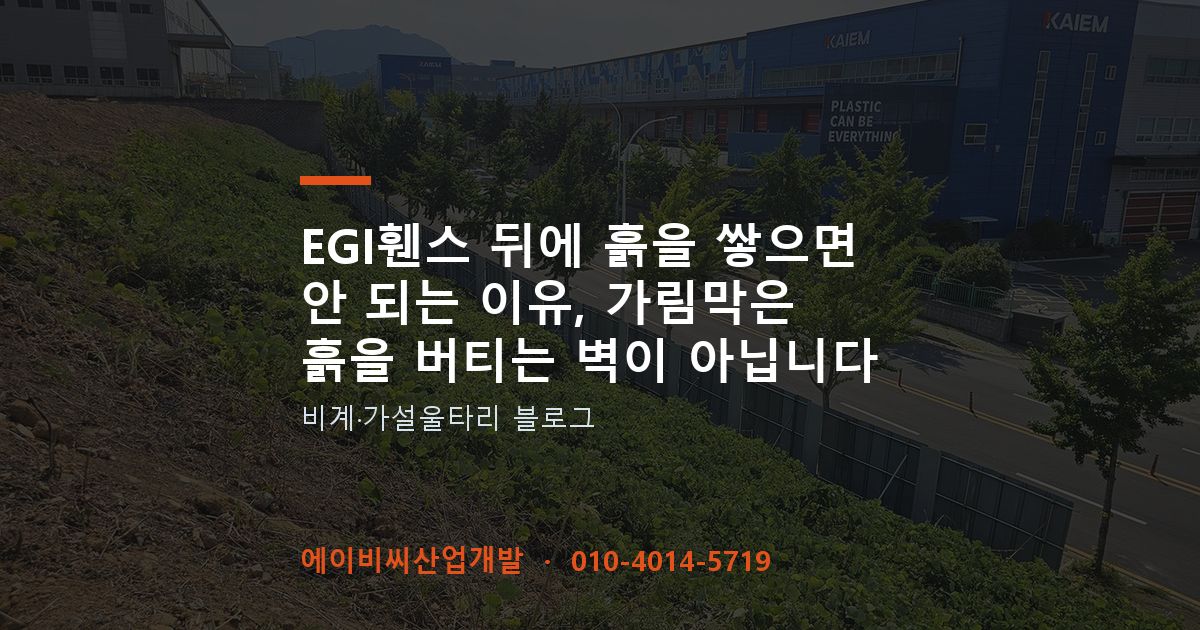 KAIEM
KAIEM
PLASTIC
CAN BE
EVERYTHING
EGI휀스 뒤에 흙을 쌓으면
안 되는 이유, 가림막은
흙을 버티는 벽이 아닙니다
비계·가설울타리 블로그
에이비씨산업개발 · 010-4014-5719